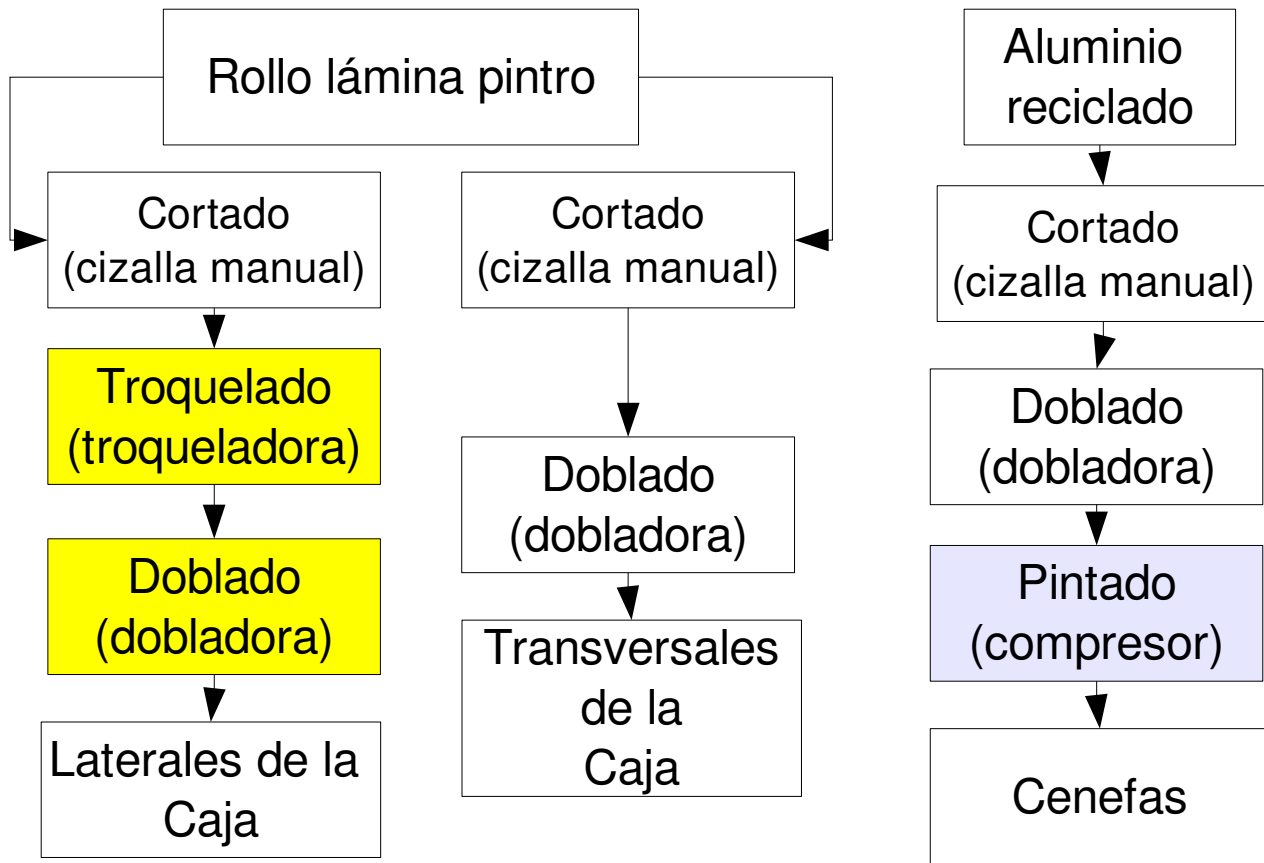 Rollo lámina pintro
Cortado
(cizalla manual)
Troquelado
(troqueladora)
Doblado
(dobladora)
Laterales de la
Caja
Cortado
(cizalla manual)
Doblado
(dobladora)
Transversales
de la
Caja
Aluminio
reciclado
Cortado
(cizalla manual)
Doblado
(dobladora)
Pintado
(compresor)
Cenefas